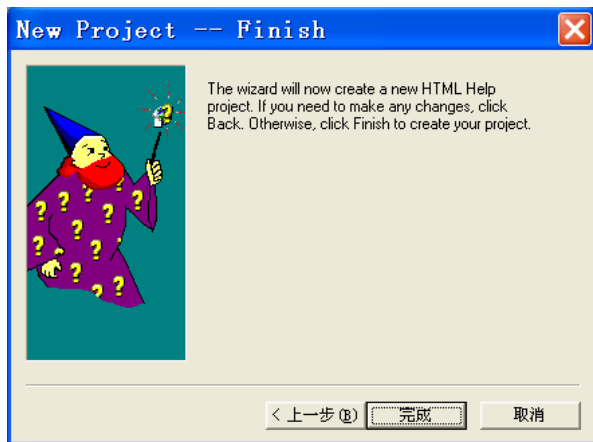 New Project -- Finish
The wizard will now create a new HTML Help
project. If you need to make any changes, click
Back. Otherwise, click Finish to create your project.
< 上一步(B) 完成 取消